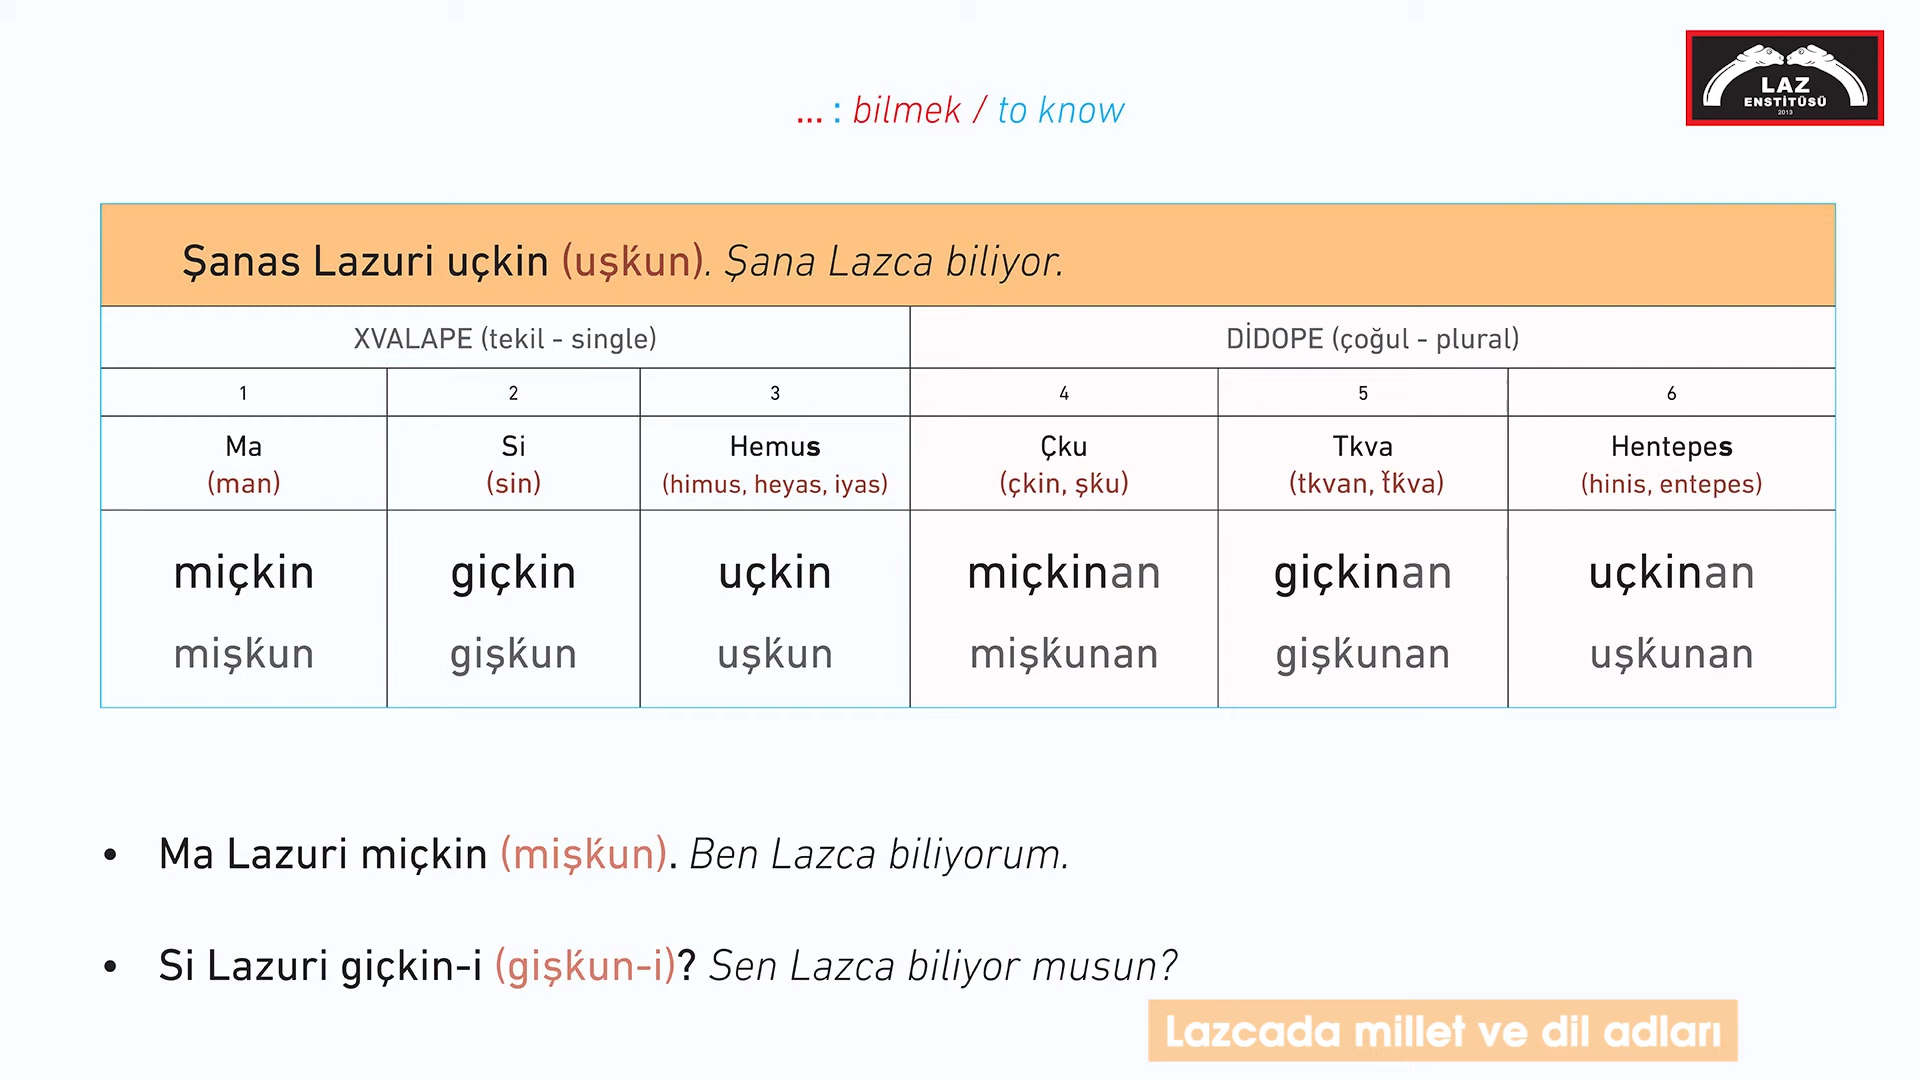 LAZ
ENSTİTÜSÜ
2013
... : bilmek / to know
Şanas Lazuri uçkin (uşǩun). Şana Lazca biliyor.
XVALAPE (tekil - single) DİDOPE (çoğul - plural)
1 2 3 4 5 6
Ma Si Hemus Çku Tkva Hentepes
(man) (sin) (himus, heyas, iyas) (çkin, şǩu) (tkvan, t̆ǩva) (hinis, entepes)
miçkin giçkin uçkin miçkinan giçkinan uçkinan
mişǩun gişǩun uşǩun mişǩunan gişǩunan uşǩunan
• Ma Lazuri miçkin (mişǩun). Ben Lazca biliyorum.
• Si Lazuri giçkin-i (gişǩun-i)? Sen Lazca biliyor musun?
Lazcada millet ve dil adları